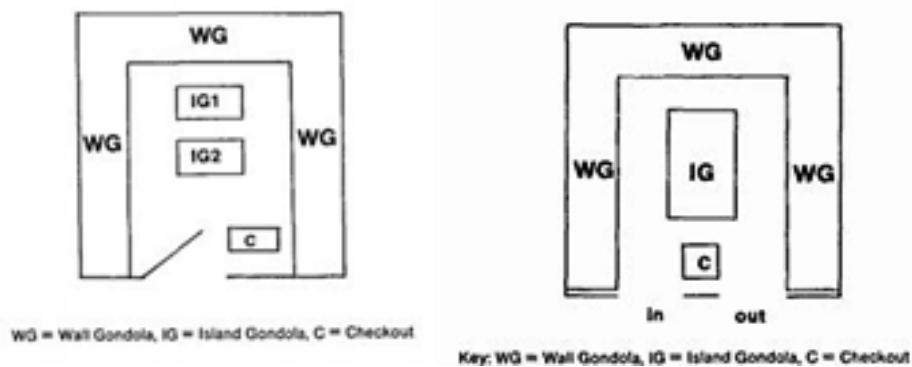 WG
IG1
WG
WG
IG2
C
WG = Wall Gondola, IG = Island Gondola, C = Checkout
WG
WG
IG
WG
C
in out
Key: WG = Wall Gondola, IG = Island Gondola, C = Checkout